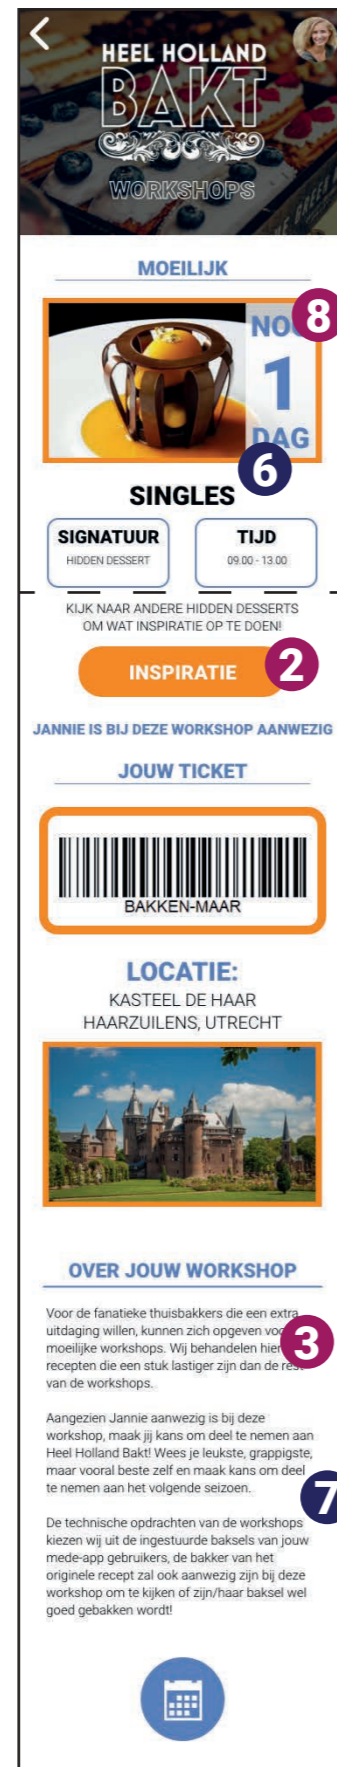 HEEL HOLLAND
BAKT
WORKSHOPS
MOEILIJK
8
1
DAG
6
SINGLES
SIGNATUUR
HIDDEN DESSERT
TIJD
09.00 - 13.00
KIJK NAAR ANDERE HIDDEN DESSERTS
OM WAT INSPIRATIE OP TE DOEN!
INSPIRATIE
2
JANNIE IS BIJ DEZE WORKSHOP AANWEZIG
JOUW TICKET
BAKKEN-MAAR
LOCATIE:
KASTEEL DE HAAR
HAARZUILENS, UTRECHT
OVER JOUW WORKSHOP
Voor de fanatieke thuisbakkers die een extra
uitdaging willen, kunnen zich opgeven
3
moeilijke workshops. Wij behandelen
recepten die een stuk lastiger zijn dan de rest
van de workshops.
Aangezien Jannie aanwezig is bij deze
workshop, maak jij kans om deel te nemen aan
Heel Holland Bakt! Wees je leukste, grappigste,
maar vooral beste zelf en maak kans om deel
te nemen aan het volgende seizoen.
7
De technische opdrachten van de workshops
kiezen wij uit de ingestuurde baksels van jouw
mede-app gebruikers, de bakker van het
originele recept zal ook aanwezig zijn bij deze
workshop om te kijken of zijn/haar baksel wel
goed gebakken wordt!